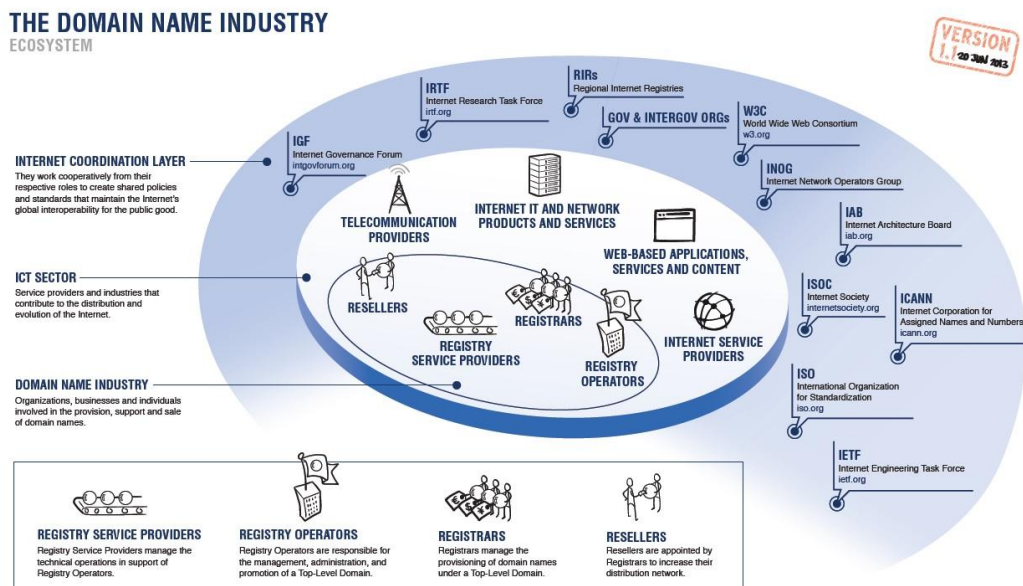 THE DOMAIN NAME INDUSTRY
ECOSYSTEM
VERSION
1.1 20 JUN 2013
IRTF
Internet Research Task Force
irtf.org
RIRs
Regional Internet Registries
GOV & INTERGOV ORGs
W3C
World Wide Web Consortium
w3.org
IGF
Internet Governance Forum
intgovforum.org
INOG
Internet Network Operators Group
IAB
Internet Architecture Board
iab.org
ISOC
Internet Society
internetsociety.org
ICANN
Internet Corporation for
Assigned Names and Numbers
icann.org
ISO
International Organization
for Standardization
iso.org
IETF
Internet Engineering Task Force
ietf.org
INTERNET COORDINATION LAYER
They work cooperatively from their
respective roles to create shared policies
and standards that maintain the Internet's
global interoperability for the public good.
ICT SECTOR
Service providers and industries that
contribute to the distribution and
evolution of the Internet.
DOMAIN NAME INDUSTRY
Organizations, businesses and individuals
involved in the provision, support and sale
of domain names.
TELECOMMUNICATION
PROVIDERS
INTERNET IT AND NETWORK
PRODUCTS AND SERVICES
WEB-BASED APPLICATIONS,
SERVICES AND CONTENT
INTERNET SERVICE
PROVIDERS
RESELLERS
REGISTRARS
REGISTRY
SERVICE PROVIDERS
REGISTRY
OPERATORS
REGISTRY SERVICE PROVIDERS
Registry Service Providers manage the
technical operations in support of
Registry Operators.
REGISTRY OPERATORS
Registry Operators are responsible for
the management, administration, and
promotion of a Top-Level Domain.
REGISTRARS
Registrars manage the
provisioning of domain names
under a Top-Level Domain.
RESELLERS
Resellers are appointed by
Registrars to increase their
distribution network.